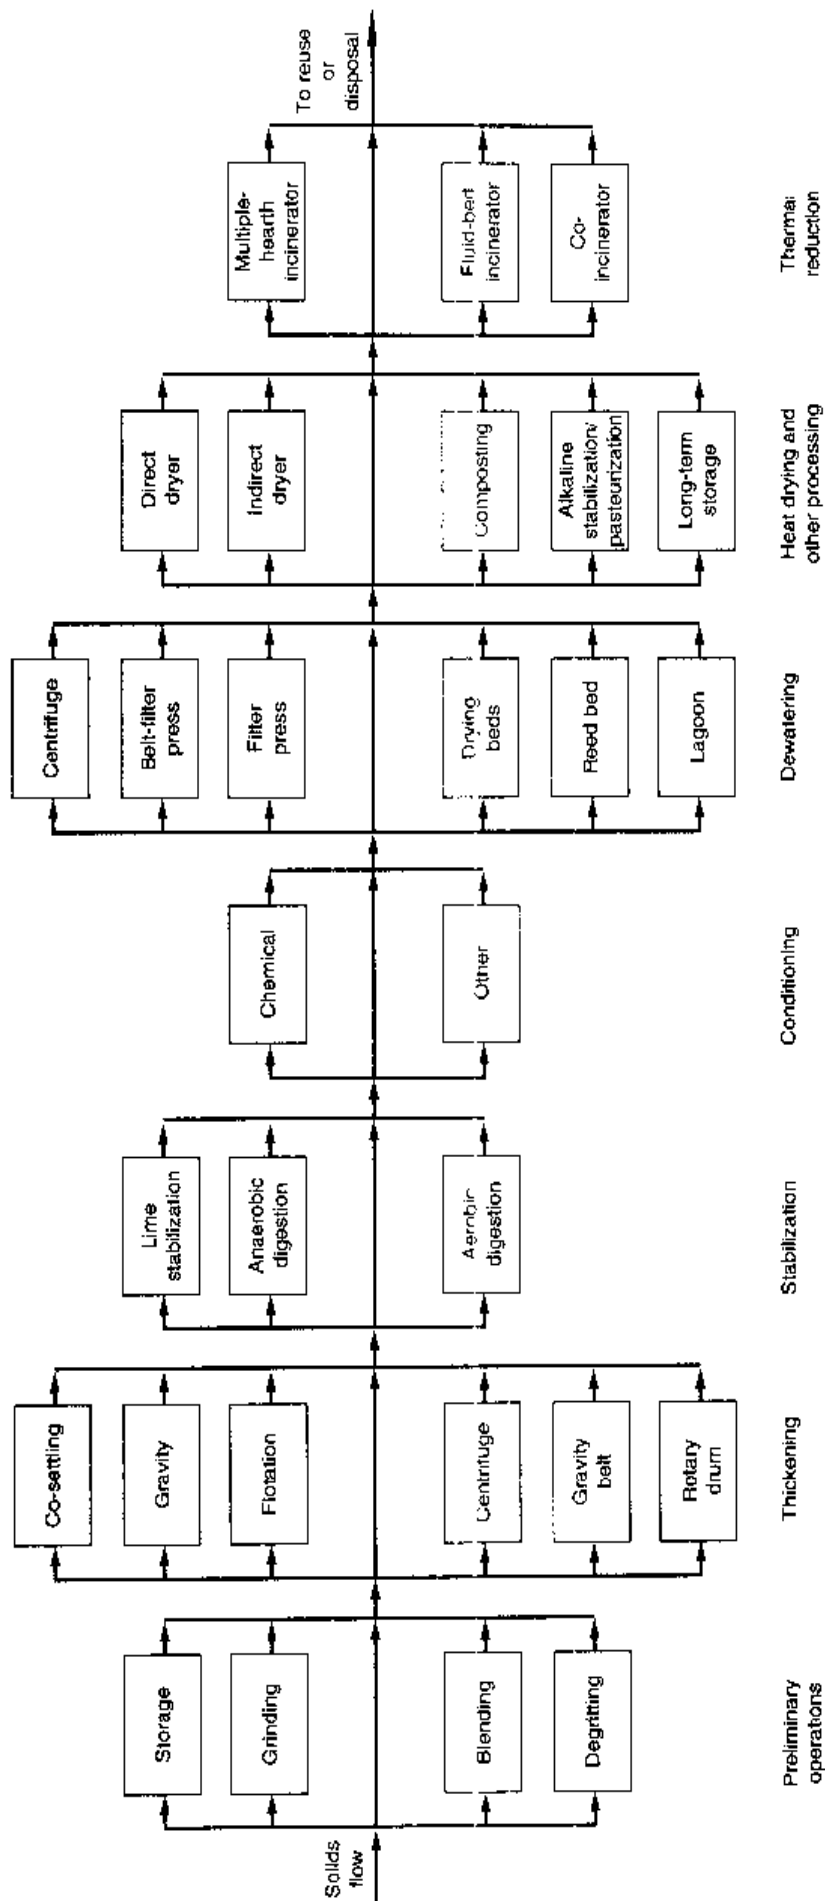 Solids
flow
Storage
Grinding
Blending
Degritting
Preliminary
operations
Co-settling
Gravity
Flotation
Centrifuge
Gravity
belt
Rotary
drum
Thickening
Lime
stabilization
Anaerobic
digestion
Aerobic
digestion
Stabilization
Chemical
Other
Conditioning
Centrifuge
Belt-filter
press
Filter
press
Drying
beds
Reed bed
Lagoon
Dewatering
Direct
dryer
Indirect
dryer
Composting
Alkaline
stabilization/
pasteurization
Long-term
storage
Heat drying and
other processing
Multiple-
hearth
incinerator
Fluid-bert
incinerator
Co-
incinerator
Thermal
reduction
To reuse
or
disposal